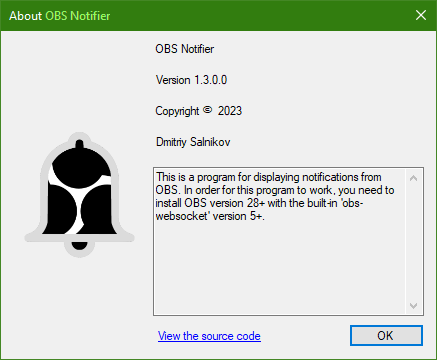 About OBS Notifier
OBS Notifier
Version 1.3.0.0
Copyright © 2023
Dmitriy Salnikov
This is a program for displaying notifications from
OBS. In order for this program to work, you need to
install OBS version 28+ with the built-in 'obs-
websocket' version 5+.
View the source code
OK